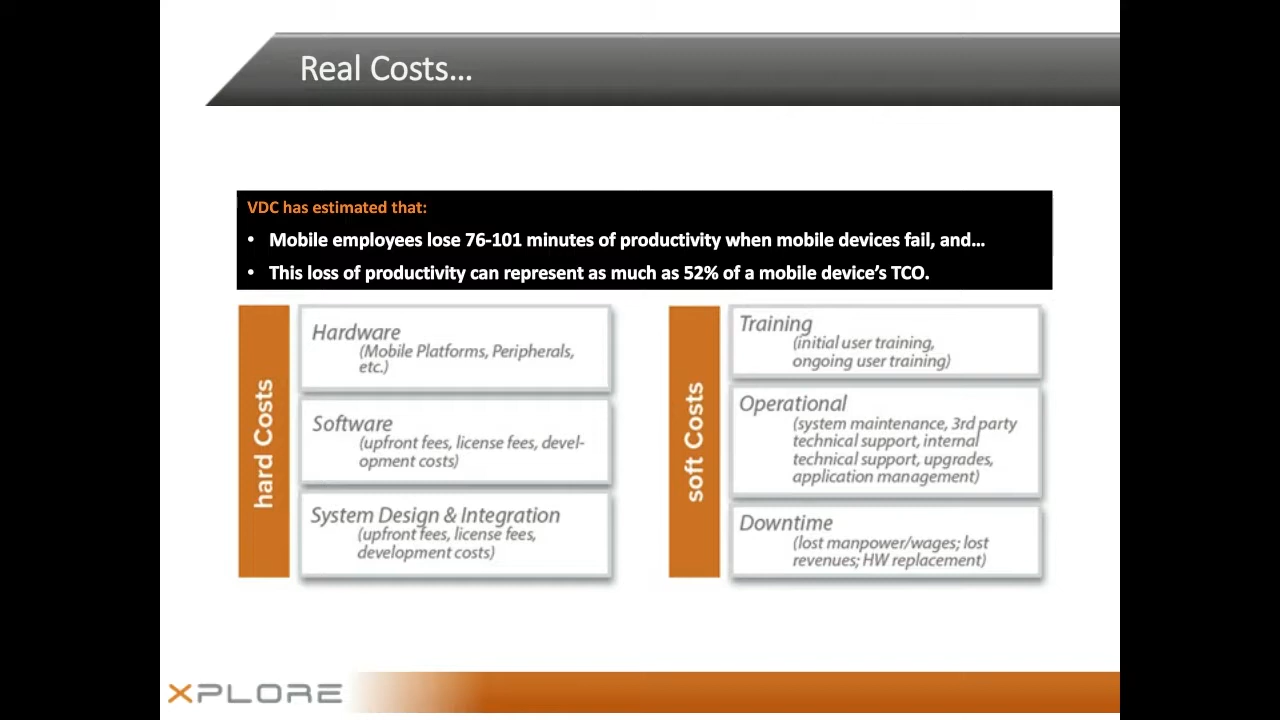 Real Costs...
VDC has estimated that:
• Mobile employees lose 76-101 minutes of productivity when mobile devices fail, and...
• This loss of productivity can represent as much as 52% of a mobile device's TCO.
hard Costs
Hardware
(Mobile Platforms, Peripherals,
etc.)
Software
(upfront fees, license fees, devel-
opment costs)
System Design & Integration
(upfront fees, license fees,
development costs)
soft Costs
Training
(initial user training,
ongoing user training)
Operational
(system maintenance, 3rd party
technical support, internal
technical support, upgrades,
application management)
Downtime
(lost manpower/wages; lost
revenues; HW replacement)
XPLORE